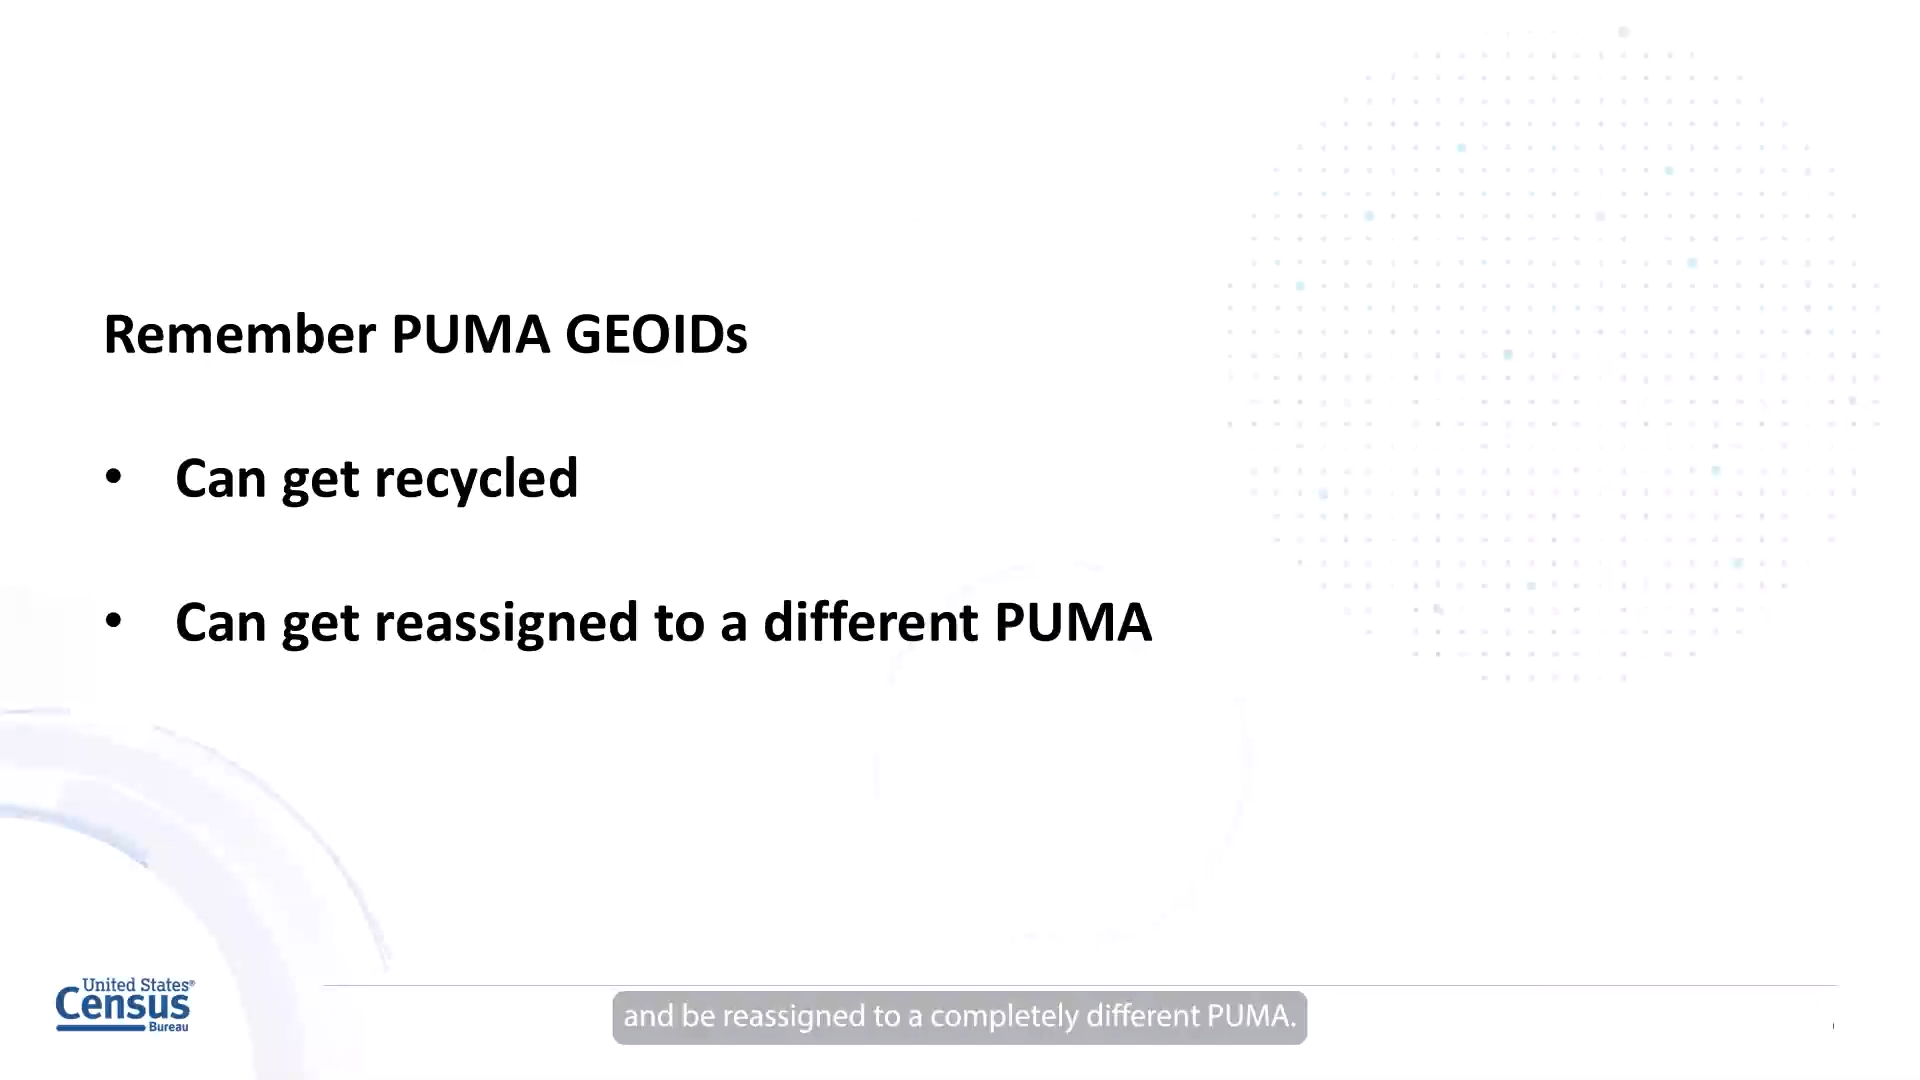 Remember PUMA GEOIDs
• Can get recycled
• Can get reassigned to a different PUMA
United States®
Census
Bureau
and be reassigned to a completely different PUMA.